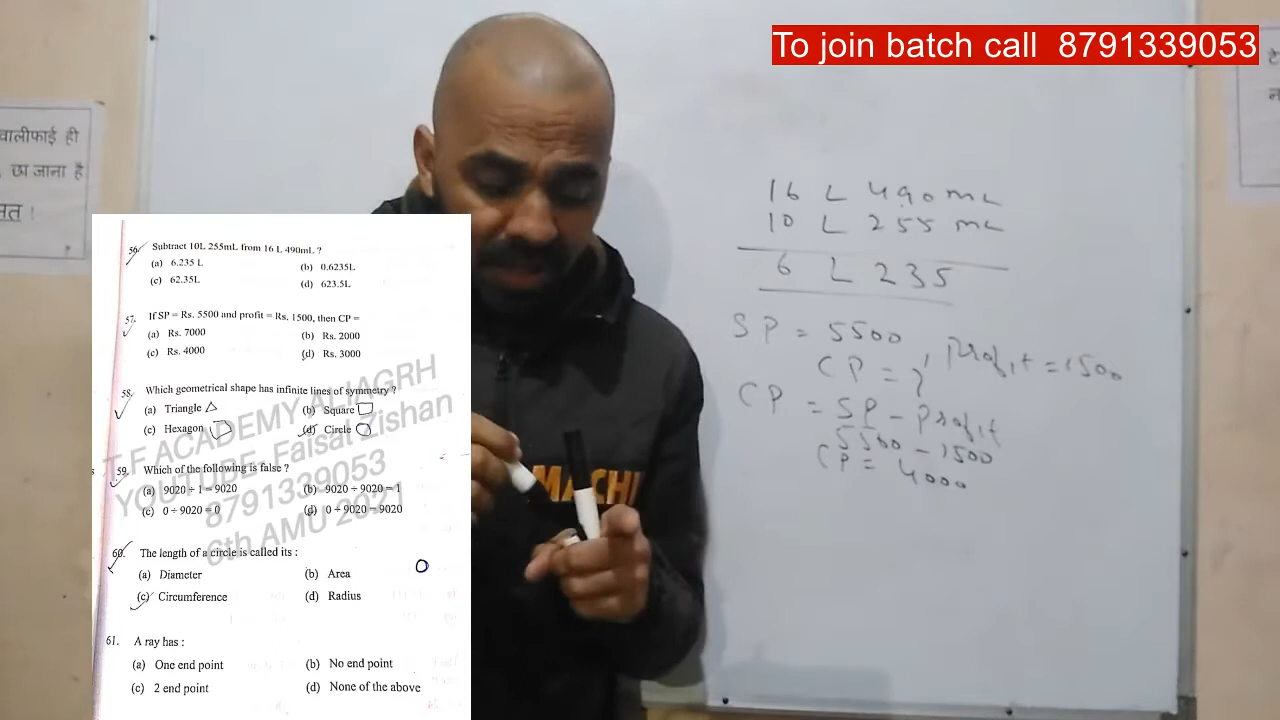 To join batch call 8791339053
वालीफाई ही
छा जाना है
मत !
56. Subtract 10L 255mL from 16 L 490mL ?
(a) 6.235 L (b) 0.6235L
(c) 62.35L (d) 623.5L
57. If SP = Rs. 5500 and profit = Rs. 1500, then CP =
(a) Rs. 7000 (b) Rs. 2000
(c) Rs. 4000 (d) Rs. 3000
58. Which geometrical shape has infinite lines of symmetry ?
(a) Triangle (b) Square
(c) Hexagon (d) Circle
59. Which of the following is false ?
(a) 9020 ÷ 1 = 9020 (b) 9020 ÷ 9020 = 1
(c) 0 ÷ 9020 = 0 (d) 0 + 9020 = 9020
60. The length of a circle is called its :
(a) Diameter (b) Area
(c) Circumference (d) Radius
61. A ray has :
(a) One end point (b) No end point
(c) 2 end point (d) None of the above
T.F ACADEMY ALIAGRH
YOUTUBE- Faisal Zishan
8791339053
6th AMU 2021
16 L 490 mL
10 L 255 mL
6 L 235
SP = 5500, Profit = 1500
CP = ?
CP = SP - Profit
5500 - 1500
CP = 4000
MACHI